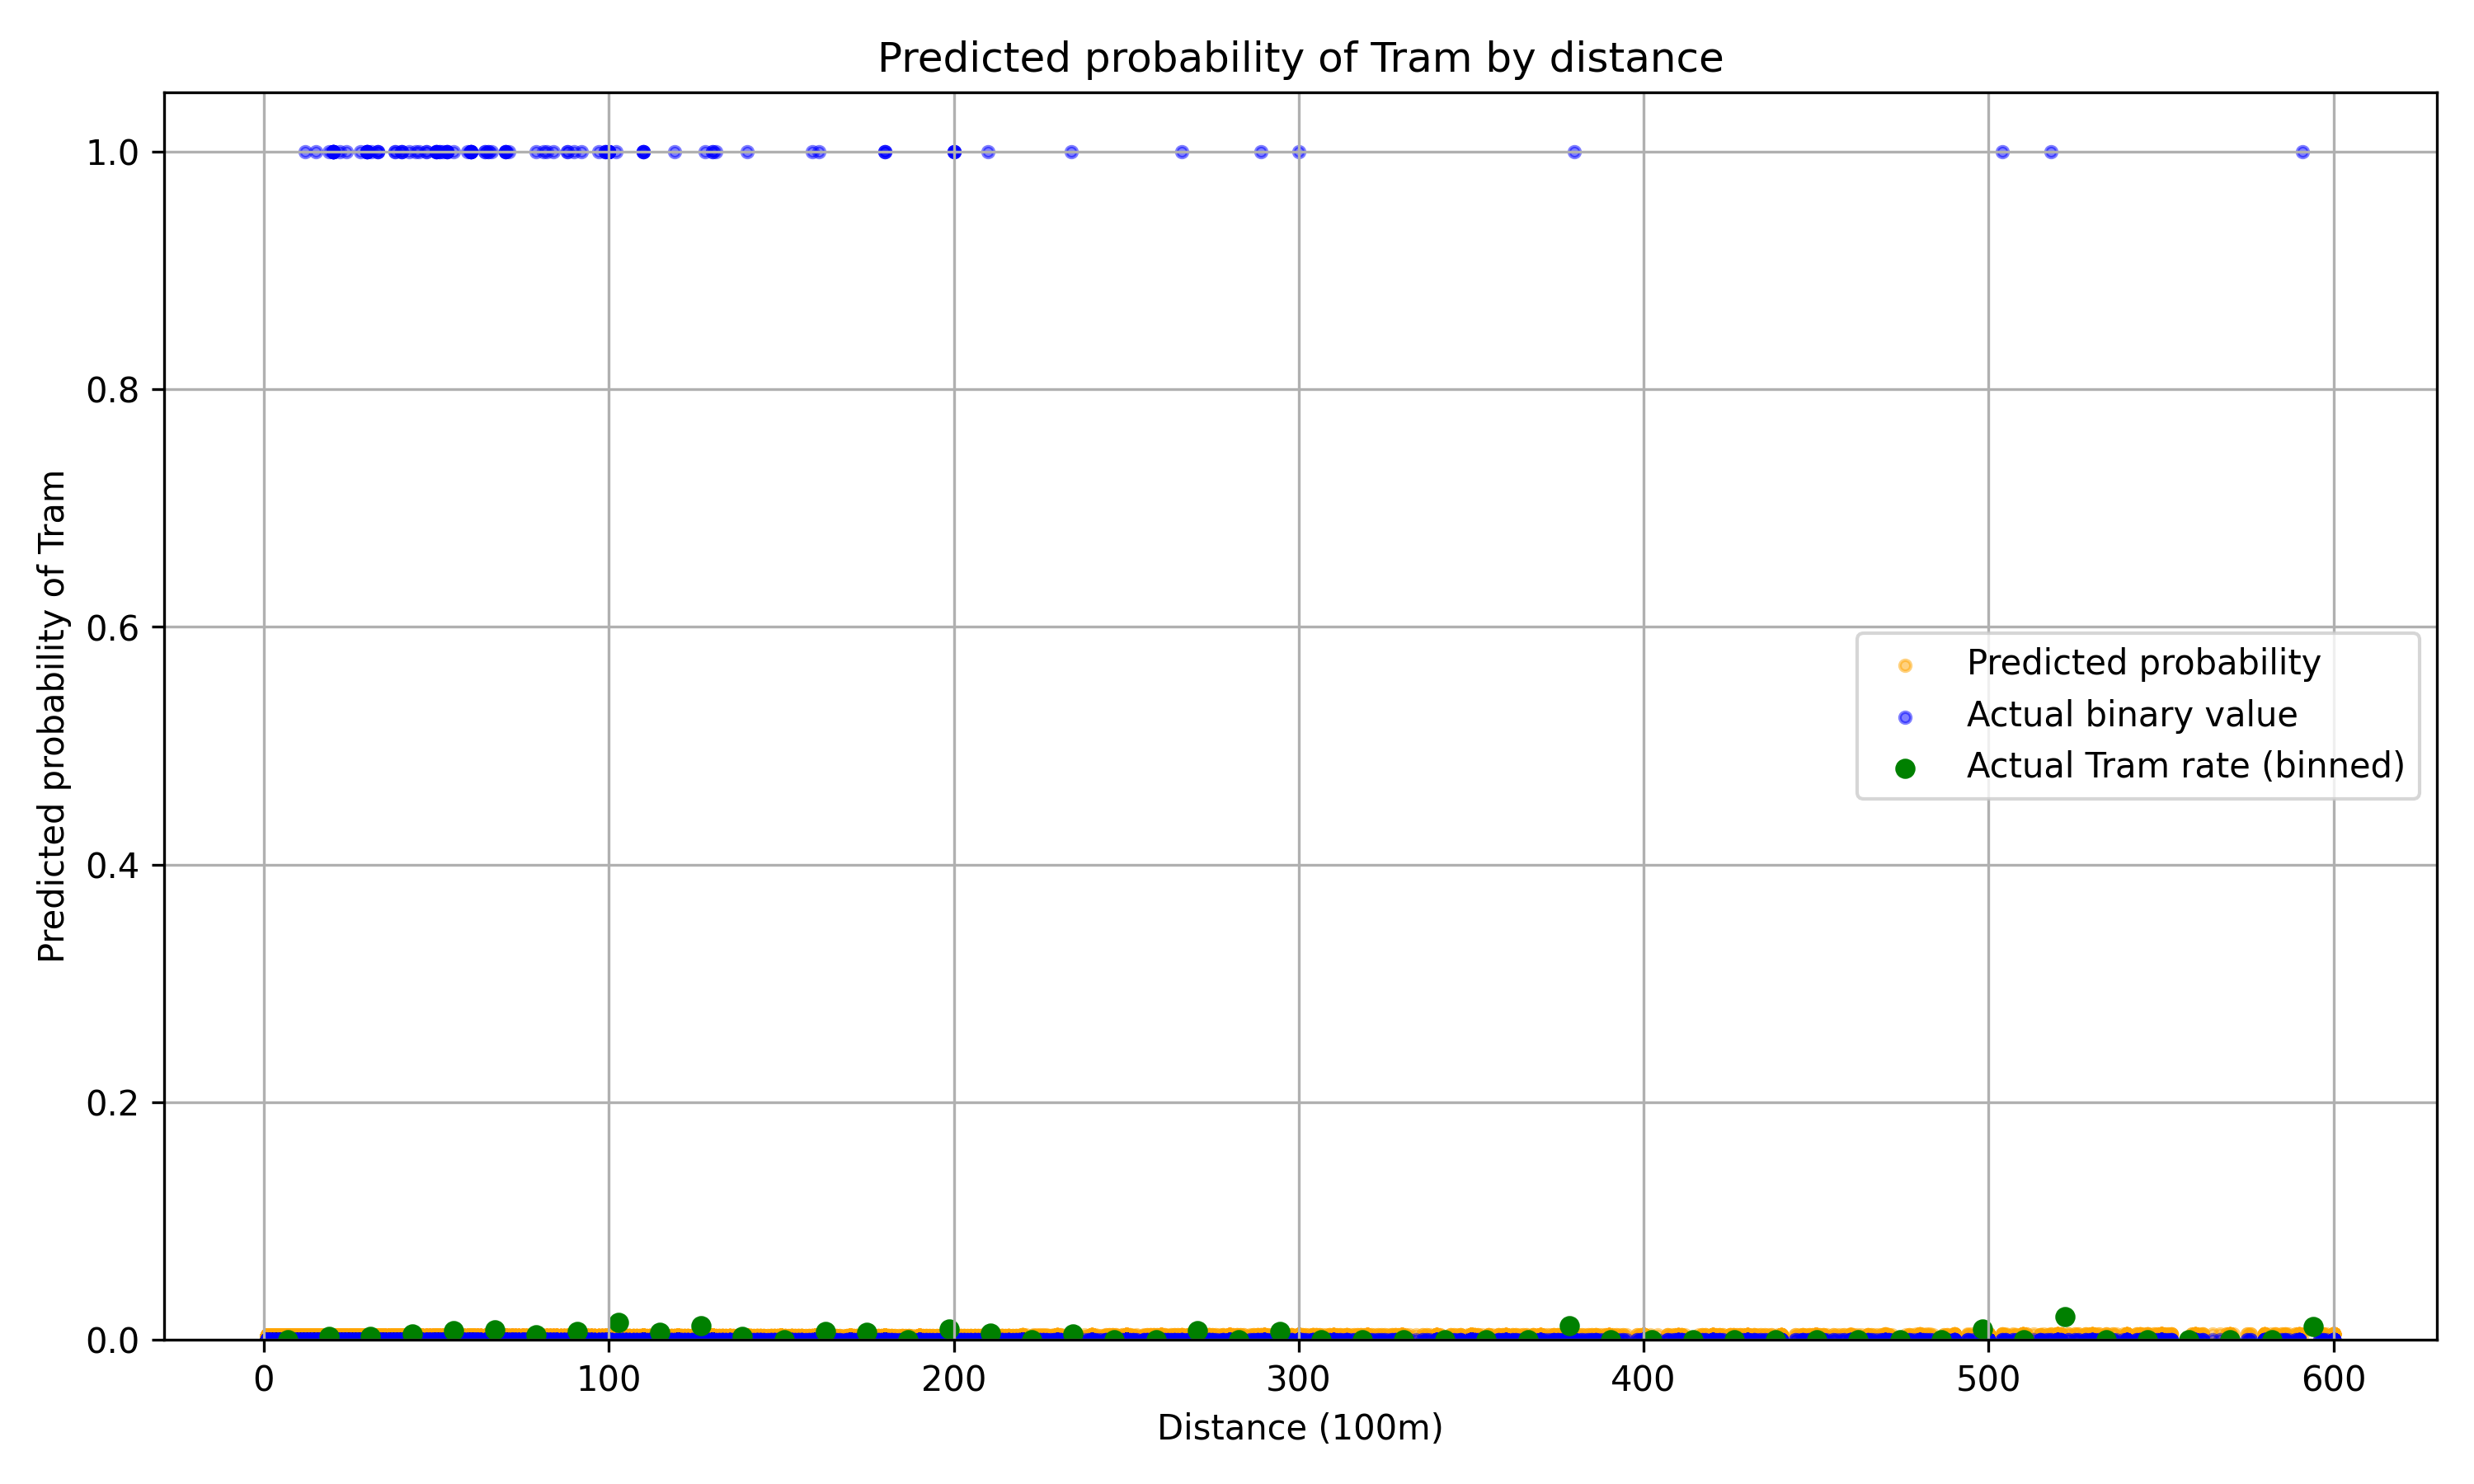 Predicted probability of Tram by distance
Predicted probability of Tram
1.0
0.8
0.6
0.4
0.2
0.0
Predicted probability
Actual binary value
Actual Tram rate (binned)
0 100 200 300 400 500 600
Distance (100m)